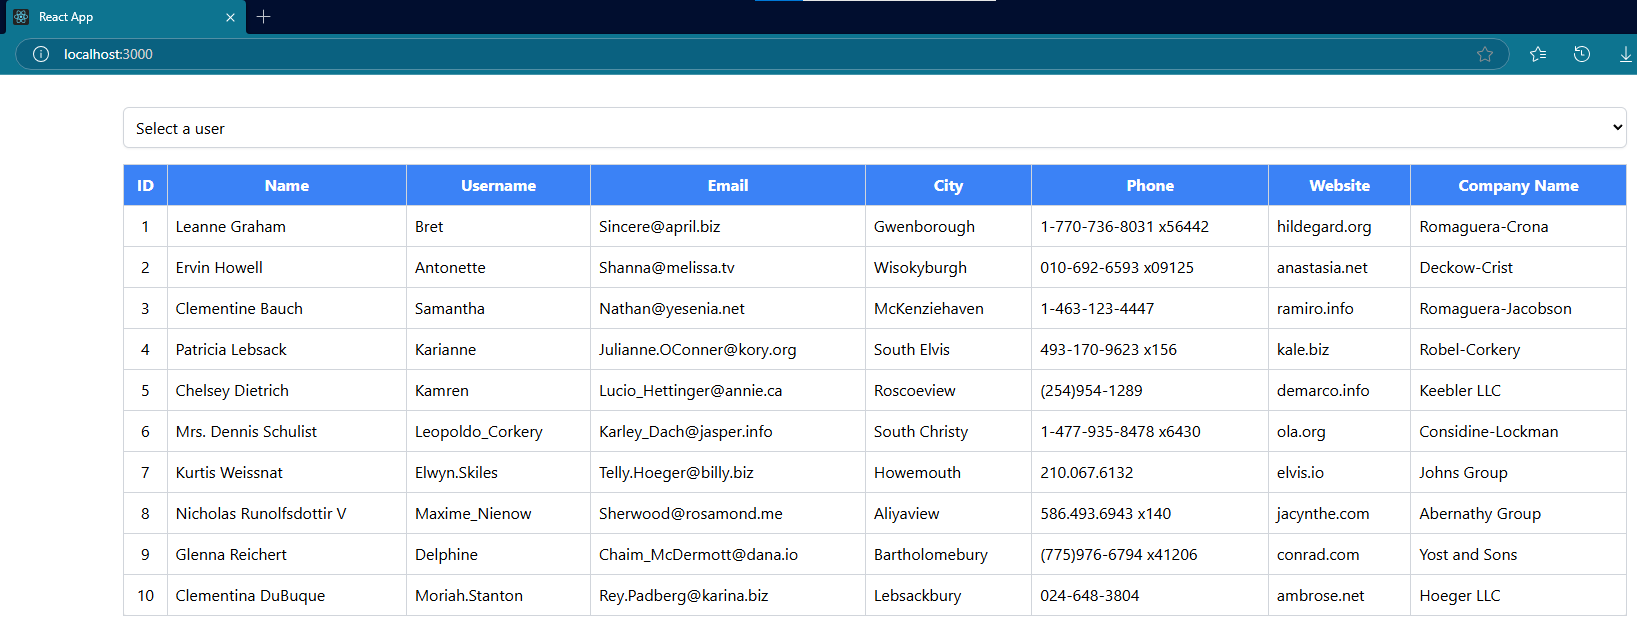 React App
localhost:3000
Select a user
ID Name Username Email City Phone Website Company Name
1 Leanne Graham Bret Sincere@april.biz Gwenborough 1-770-736-8031 x56442 hildegard.org Romaguera-Crona
2 Ervin Howell Antonette Shanna@melissa.tv Wisokyburgh 010-692-6593 x09125 anastasia.net Deckow-Crist
3 Clementine Bauch Samantha Nathan@yesenia.net McKenziehaven 1-463-123-4447 ramiro.info Romaguera-Jacobson
4 Patricia Lebsack Karianne Julianne.OConner@kory.org South Elvis 493-170-9623 x156 kale.biz Robel-Corkery
5 Chelsey Dietrich Kamren Lucio_Hettinger@annie.ca Roscoeview (254)954-1289 demarco.info Keebler LLC
6 Mrs. Dennis Schulist Leopoldo_Corkery Karley_Dach@jasper.info South Christy 1-477-935-8478 x6430 ola.org Considine-Lockman
7 Kurtis Weissnat Elwyn.Skiles Telly.Hoeger@billy.biz Howemouth 210.067.6132 elvis.io Johns Group
8 Nicholas Runolfsdottir V Maxime_Nienow Sherwood@rosamond.me Aliyaview 586.493.6943 x140 jacynthe.com Abernathy Group
9 Glenna Reichert Delphine Chaim_McDermott@dana.io Bartholomebury (775)976-6794 x41206 conrad.com Yost and Sons
10 Clementina DuBuque Moriah.Stanton Rey.Padberg@karina.biz Lebsackbury 024-648-3804 ambrose.net Hoeger LLC